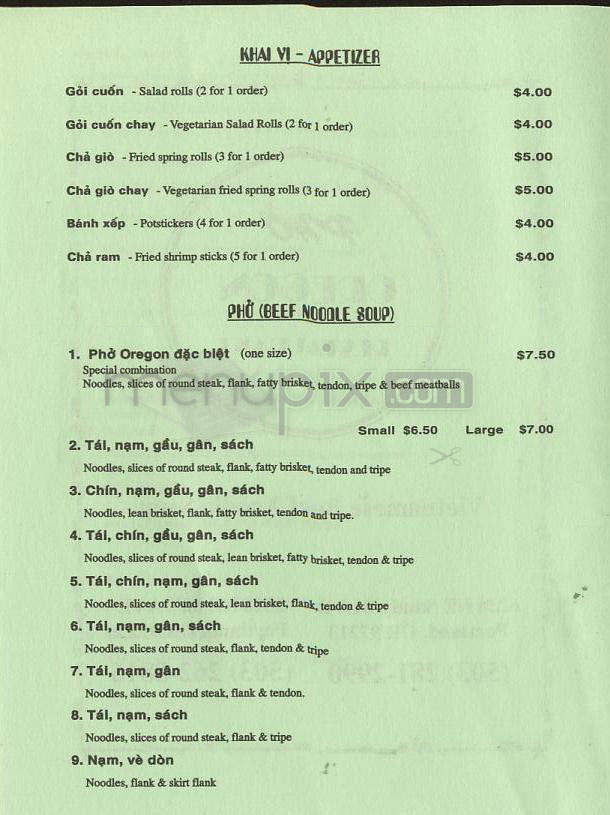 KHAI VỊ - APPETIZER
Gỏi cuốn - Salad rolls (2 for 1 order) $4.00
Gỏi cuốn chay - Vegetarian Salad Rolls (2 for 1 order) $4.00
Chả giò - Fried spring rolls (3 for 1 order) $5.00
Chả giò chay - Vegetarian fried spring rolls (3 for 1 order) $5.00
Bánh xếp - Potstickers (4 for 1 order) $4.00
Chả ram - Fried shrimp sticks (5 for 1 order) $4.00
PHỞ (BEEF NOODLE SOUP)
1. Phở Oregon đặc biệt (one size) $7.50
Special combination
Noodles, slices of round steak, flank, fatty brisket, tendon, tripe & beef meatballs
menupix.com
Small $6.50 Large $7.00
2. Tái, nạm, gầu, gân, sách
Noodles, slices of round steak, flank, fatty brisket, tendon and tripe
3. Chín, nạm, gầu, gân, sách
Noodles, lean brisket, flank, fatty brisket, tendon and tripe.
4. Tái, chín, gầu, gân, sách
Noodles, slices of round steak, lean brisket, fatty brisket, tendon & tripe
5. Tái, chín, nạm, gân, sách
Noodles, slices of round steak, lean brisket, flank, tendon & tripe
6. Tái, nạm, gân, sách
Noodles, slices of round steak, flank, tendon & tripe
7. Tái, nạm, gân
Noodles, slices of round steak, flank & tendon.
8. Tái, nạm, sách
Noodles, slices of round steak, flank & tripe
9. Nạm, vè dòn
Noodles, flank & skirt flank